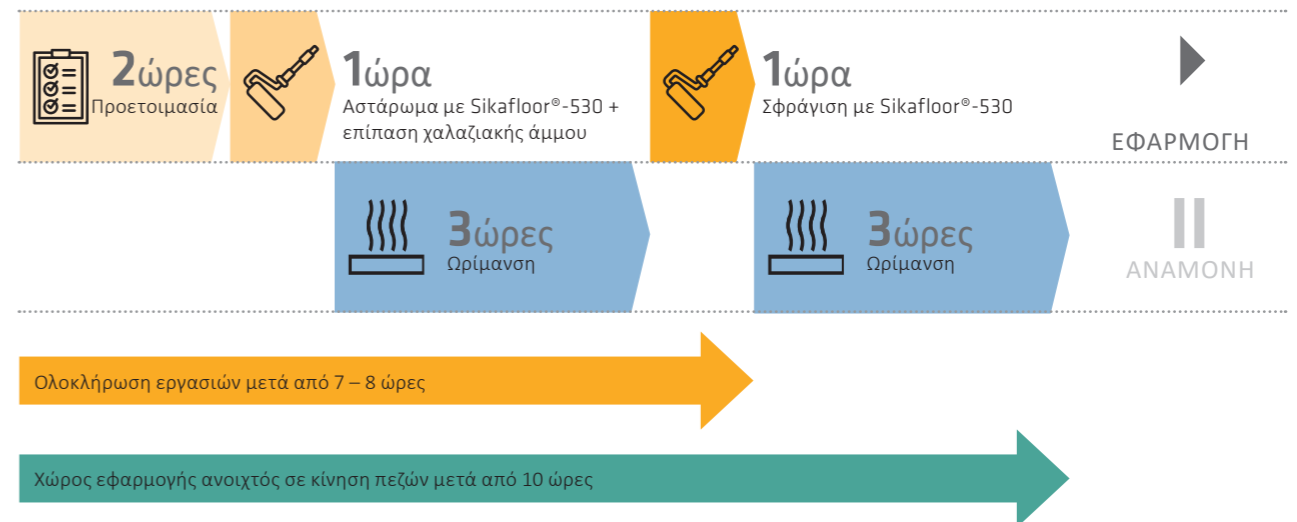 2ώρες
Προετοιμασία
1ώρα
Αστάρωμα με Sikafloor®-530 +
επίπαση χαλαζιακής άμμου
1ώρα
Σφράγιση με Sikafloor®-530
ΕΦΑΡΜΟΓΗ
3ώρες
Ωρίμανση
3ώρες
Ωρίμανση
ΑΝΑΜΟΝΗ
Ολοκλήρωση εργασιών μετά από 7 – 8 ώρες
Χώρος εφαρμογής ανοιχτός σε κίνηση πεζών μετά από 10 ώρες